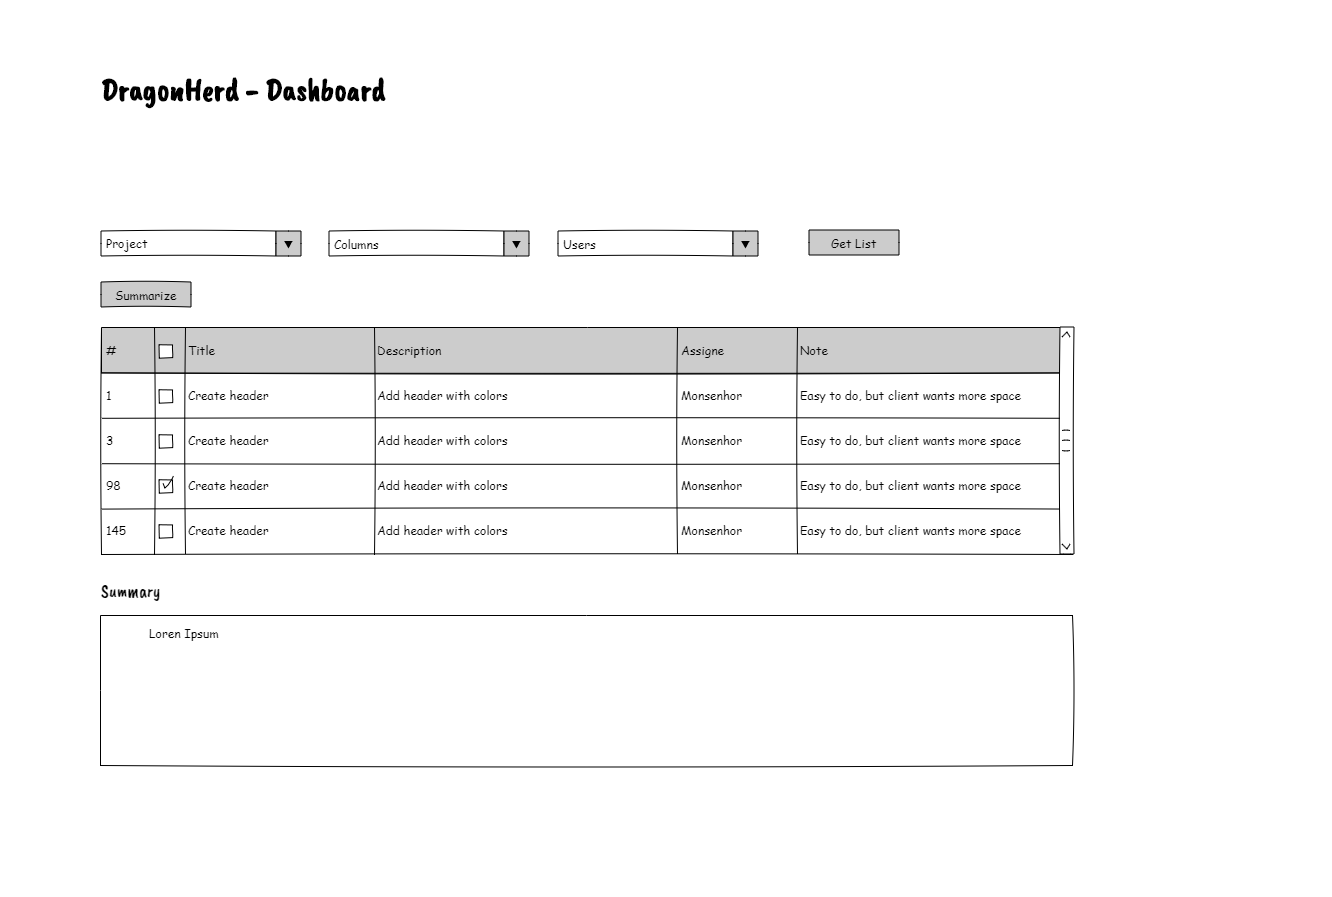 DragonHerd - Dashboard
Project Columns Users Get List
Summarize
# Title Description Assigne Note
1 Create header Add header with colors Monsenhor Easy to do, but client wants more space
3 Create header Add header with colors Monsenhor Easy to do, but client wants more space
98 Create header Add header with colors Monsenhor Easy to do, but client wants more space
145 Create header Add header with colors Monsenhor Easy to do, but client wants more space
Summary
Loren Ipsum